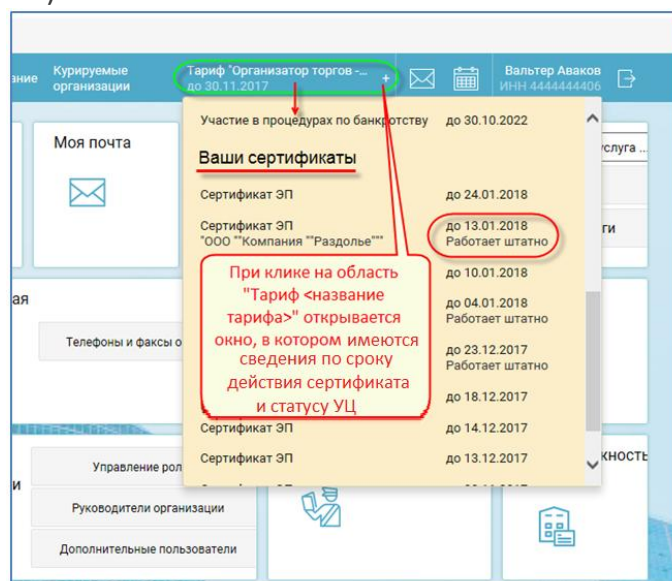 ание
Курируемые
организации
Тариф "Организатор торгов -...
до 30.11.2017
+
Вальтер Аваков
ИНН 4444444406
Моя почта
Участие в процедурах по банкротству до 30.10.2022
услуга ...
Ваши сертификаты
Сертификат ЭП до 24.01.2018
Сертификат ЭП до 13.01.2018
"ООО ""Компания ""Раздолье""" Работает штатно
ги
При клике на область
"Тариф <название
тарифа>" открывается
окно, в котором имеются
сведения по сроку
действия сертификата
и статусу УЦ
до 10.01.2018
ая
до 04.01.2018
Работает штатно
Телефоны и факсы о
до 23.12.2017
Работает штатно
до 18.12.2017
Сертификат ЭП до 14.12.2017
Сертификат ЭП до 13.12.2017
жность
Управление рол
и
Руководители организации
Дополнительные пользователи